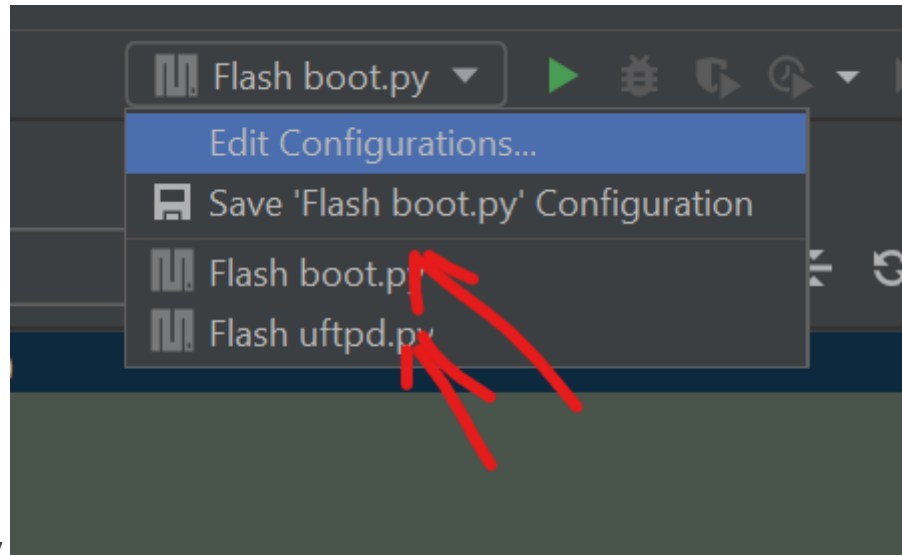 Flash boot.py
Edit Configurations...
Save 'Flash boot.py' Configuration
Flash boot.py
Flash uftpd.py